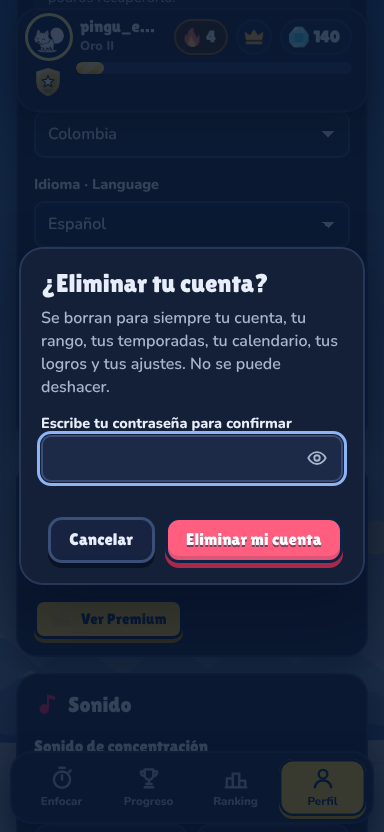 pingu_e...
Oro II
4
140
Colombia
Idioma · Language
Español
¿Eliminar tu cuenta?
Se borran para siempre tu cuenta, tu
rango, tus temporadas, tu calendario, tus
logros y tus ajustes. No se puede
deshacer.
Escribe tu contraseña para confirmar
Cancelar
Eliminar mi cuenta
Ver Premium
Sonido
Sonido de concentración
Enfocar
Progreso
Ranking
Perfil